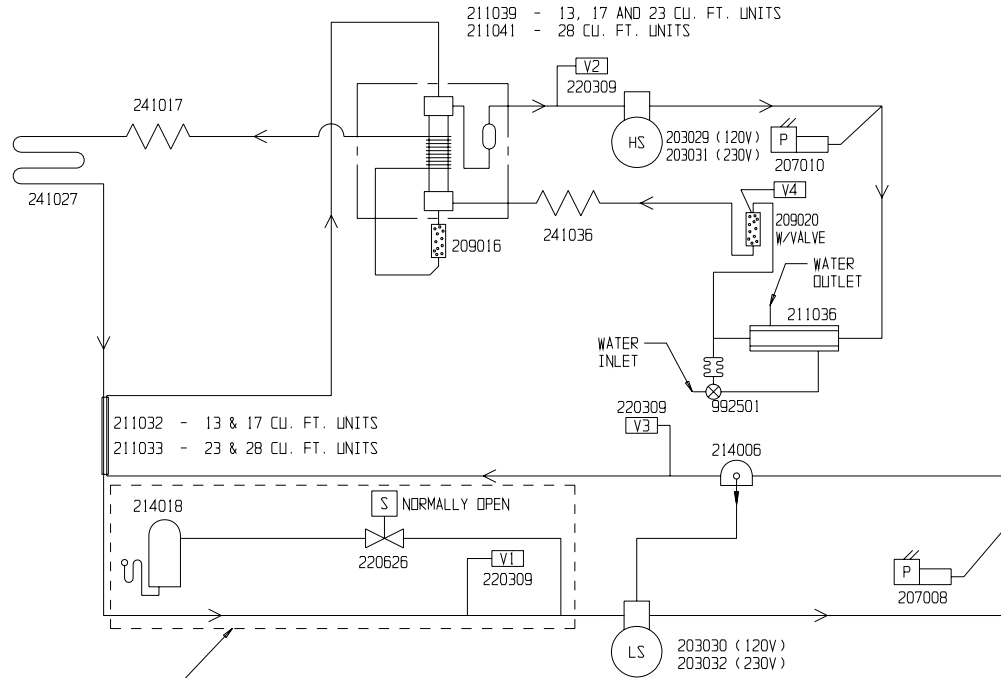 211039 - 13, 17 AND 23 CU. FT. UNITS
211041 - 28 CU. FT. UNITS
V2
220309
241017
HS
203029 (120V)
203031 (230V)
P
207010
241027
V4
209020
W/VALVE
241036
209016
WATER
OUTLET
211036
WATER
INLET
992501
220309
V3
211032 - 13 & 17 CU. FT. UNITS
211033 - 23 & 28 CU. FT. UNITS
214006
214018
S
NORMALLY OPEN
220626
V1
220309
P
207008
LS
203030 (120V)
203032 (230V)